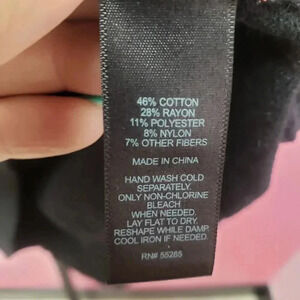 46% COTTON
28% RAYON
11% POLYESTER
8% NYLON
7% OTHER FIBERS
MADE IN CHINA
HAND WASH COLD
SEPARATELY.
ONLY NON-CHLORINE
BLEACH
WHEN NEEDED.
LAY FLAT TO DRY.
RESHAPE WHILE DAMP.
COOL IRON IF NEEDED.
RN# 55285